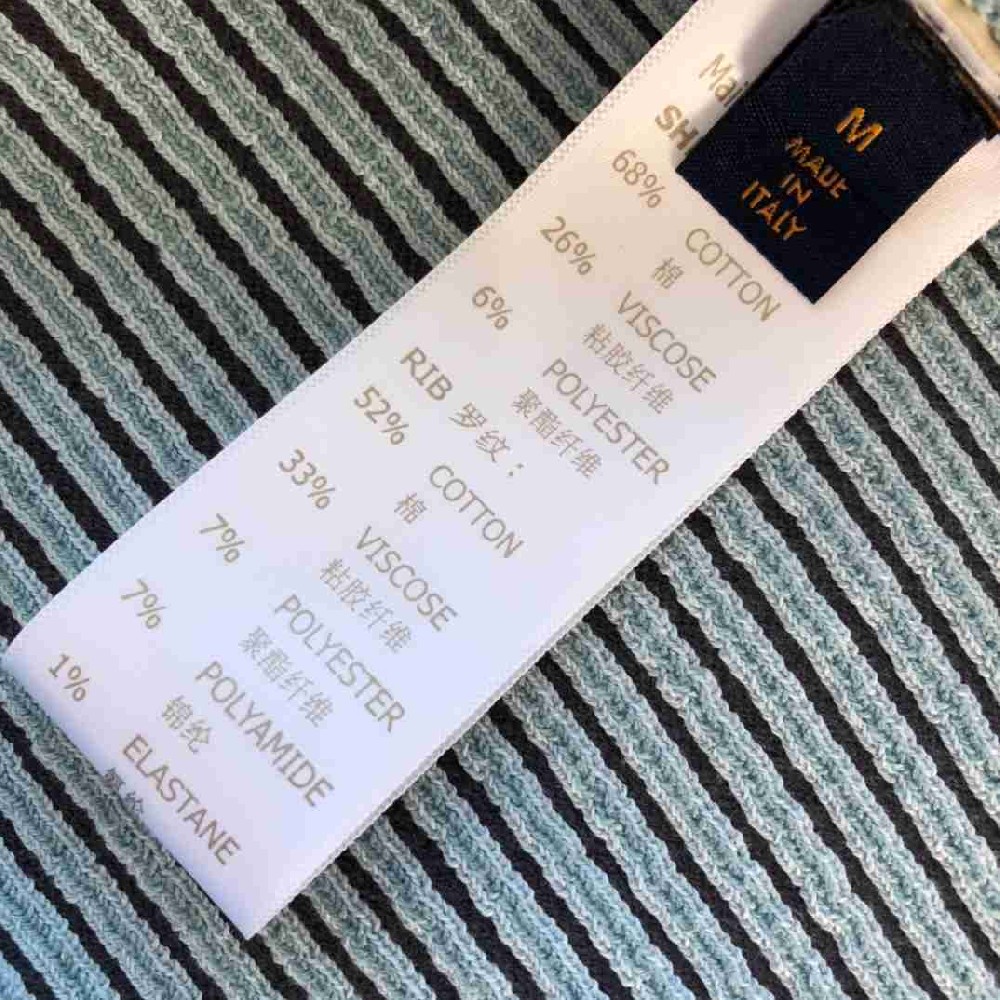 M
MADE
IN
ITALY
68% COTTON
棉
26% VISCOSE
粘胶纤维
6% POLYESTER
聚酯纤维
RIB 罗纹：
52% COTTON
棉
33% VISCOSE
粘胶纤维
7% POLYESTER
聚酯纤维
7% POLYAMIDE
锦纶
1% ELASTANE